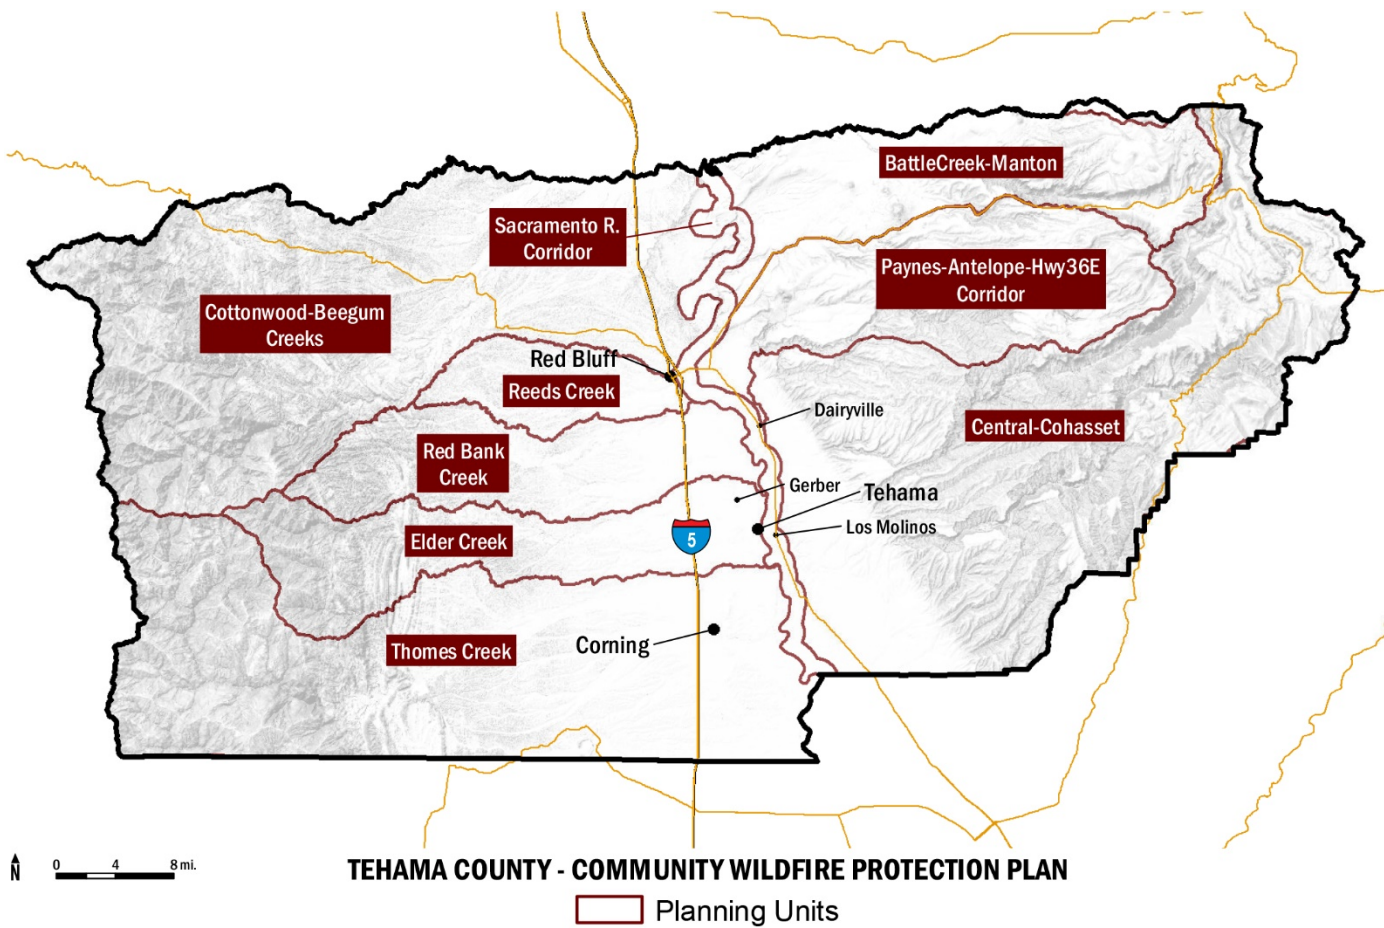 BattleCreek-Manton
Sacramento R.
Corridor
Paynes-Antelope-Hwy36E
Corridor
Cottonwood-Beegum
Creeks
Red Bluff
Reeds Creek
Dairyville
Central-Cohasset
Red Bank
Creek
Gerber
Tehama
Los Molinos
Elder Creek
5
Corning
Thomes Creek
N
0 4 8 mi.
TEHAMA COUNTY - COMMUNITY WILDFIRE PROTECTION PLAN
Planning Units